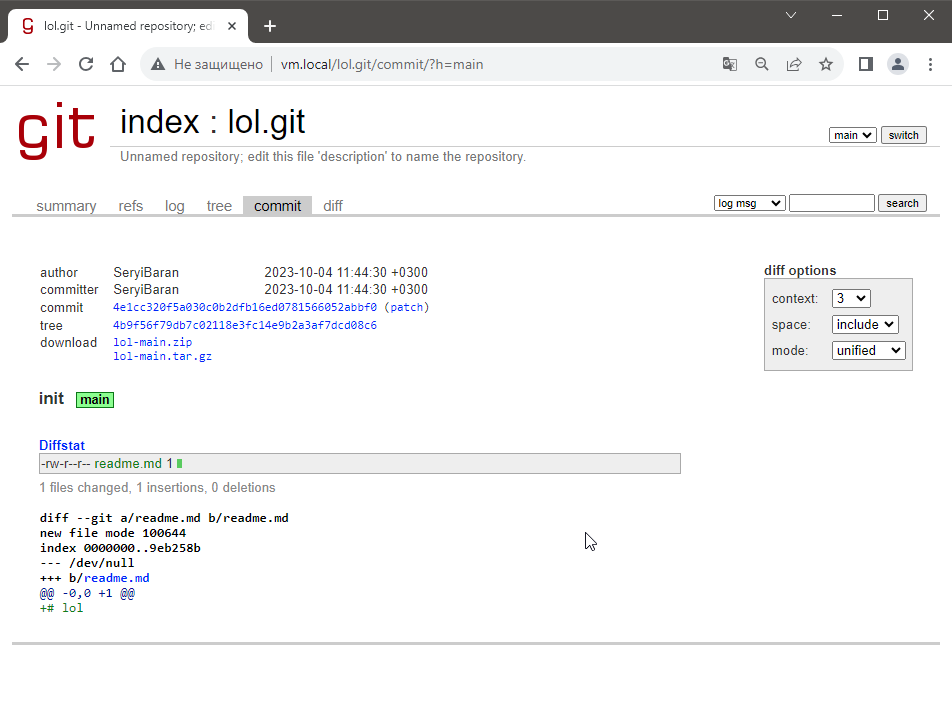 lol.git - Unnamed repository; ed
Не защищено vm.local/lol.git/commit/?h=main
git
index : lol.git
main switch
Unnamed repository; edit this file 'description' to name the repository.
summary refs log tree commit diff log msg search
author SeryiBaran 2023-10-04 11:44:30 +0300
committer SeryiBaran 2023-10-04 11:44:30 +0300
commit 4e1cc320f5a030c0b2dfb16ed0781566052abbf0 (patch)
tree 4b9f56f79db7c02118e3fc14e9b2a3af7dcd08c6
download lol-main.zip
lol-main.tar.gz
diff options
context: 3
space: include
mode: unified
init main
Diffstat
-rw-r--r-- readme.md 1
1 files changed, 1 insertions, 0 deletions
diff --git a/readme.md b/readme.md
new file mode 100644
index 0000000..9eb258b
--- /dev/null
+++ b/readme.md
@@ -0,0 +1 @@
+# lol